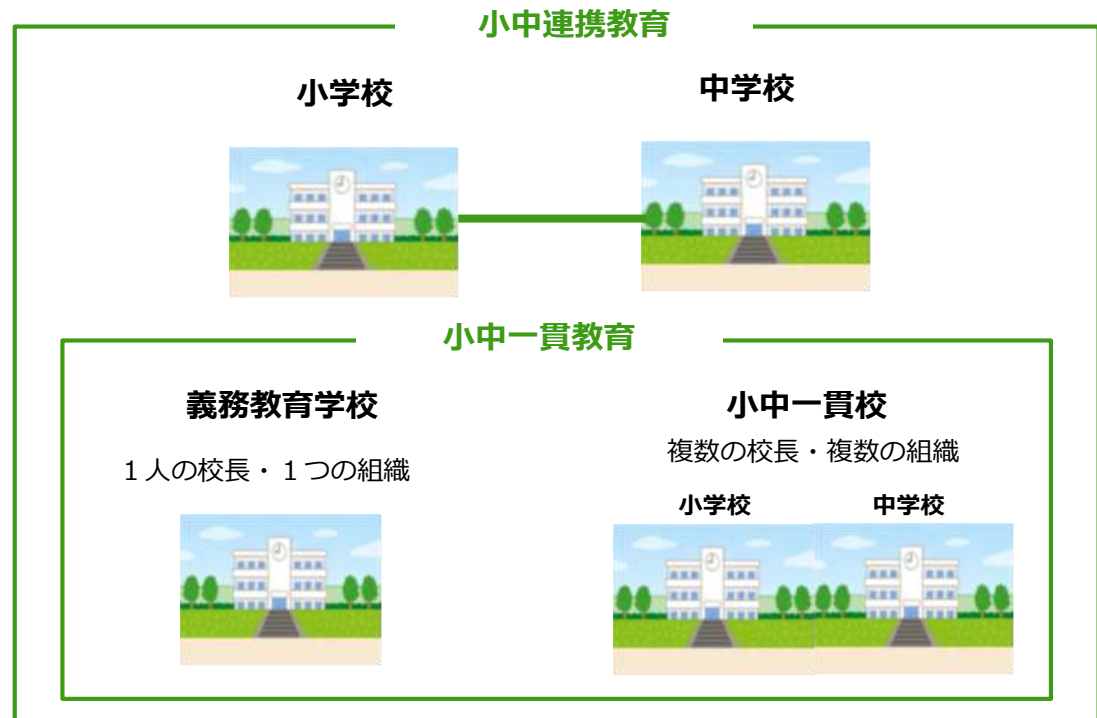 小中連携教育
小学校
中学校
小中一貫教育
義務教育学校
1人の校長・1つの組織
小中一貫校
複数の校長・複数の組織
小学校
中学校